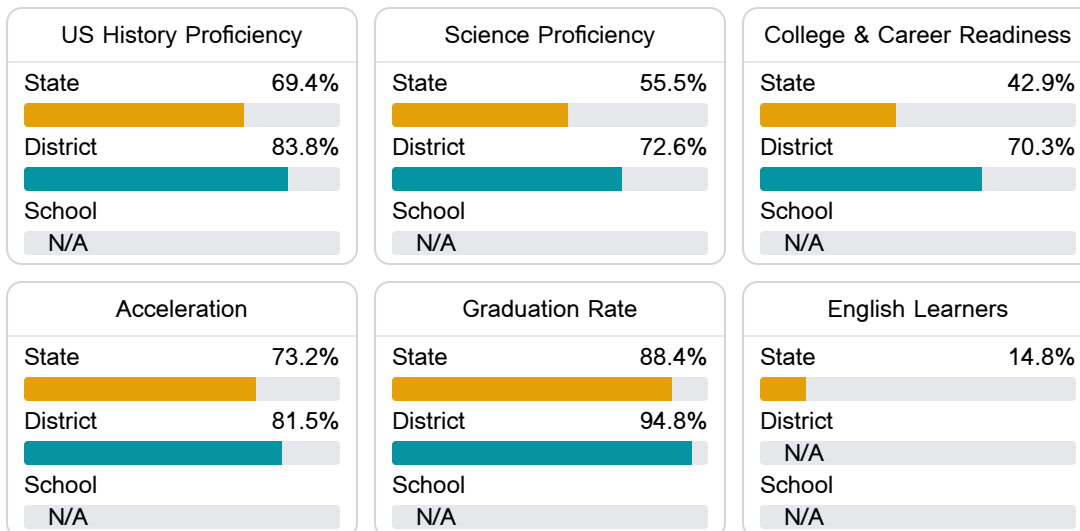 US History Proficiency
State 69.4%
District 83.8%
School
N/A
Science Proficiency
State 55.5%
District 72.6%
School
N/A
College & Career Readiness
State 42.9%
District 70.3%
School
N/A
Acceleration
State 73.2%
District 81.5%
School
N/A
Graduation Rate
State 88.4%
District 94.8%
School
N/A
English Learners
State 14.8%
District
N/A
School
N/A